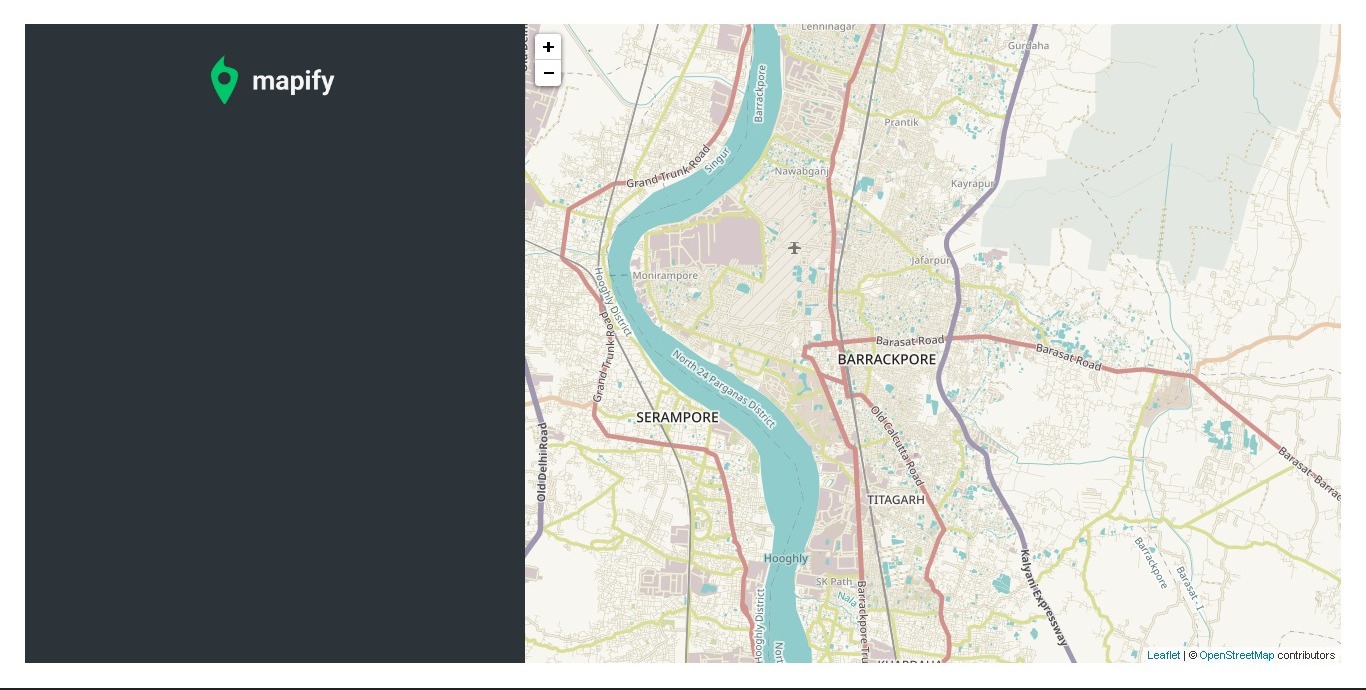 mapify
+
−
Lenninagar
Gurdaha
Barrackpore
Prantik
Grand Trunk Road
Singur
Nawabganj
Kayrapur
Jafarpur
Monirampore
Hooghly District
Grand Trunk Road
Barasat Road
BARRACKPORE
Barasat Road
North 24 Parganas District
SERAMPORE
Old Calcutta Road
Old Delhi Road
TITAGARH
Hooghly
SK Path
Nala
Barrackpore
Barasat - I
Kalyani Expressway
Hooghly District
Barrackpore Tru
Nort
KHARDAHA
Barasat-Barrac
Leaflet | © OpenStreetMap contributors